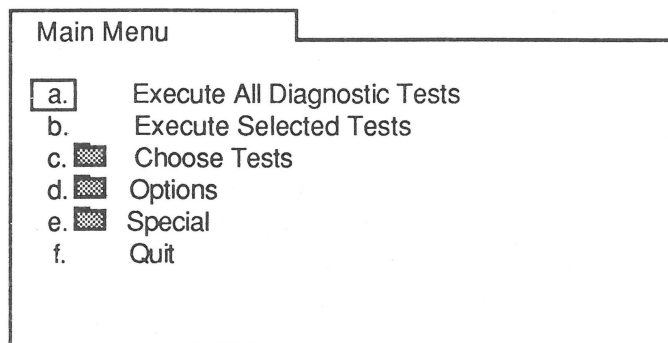 Main Menu
a. Execute All Diagnostic Tests
b. Execute Selected Tests
c. Choose Tests
d. Options
e. Special
f. Quit